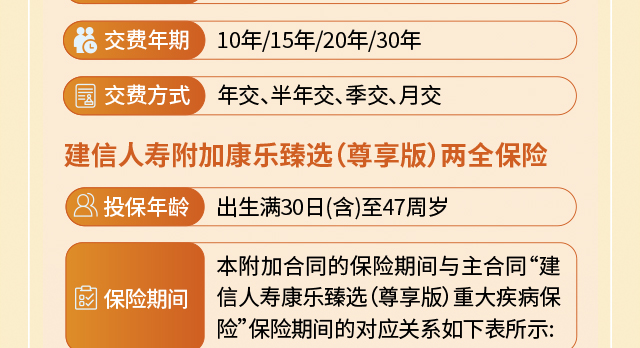 交费年期 10年/15年/20年/30年
交费方式 年交、半年交、季交、月交
建信人寿附加康乐臻选(尊享版)两全保险
投保年龄 出生满30日(含)至47周岁
保险期间
本附加合同的保险期间与主合同“建
信人寿康乐臻选(尊享版)重大疾病保
险”保险期间的对应关系如下表所示: